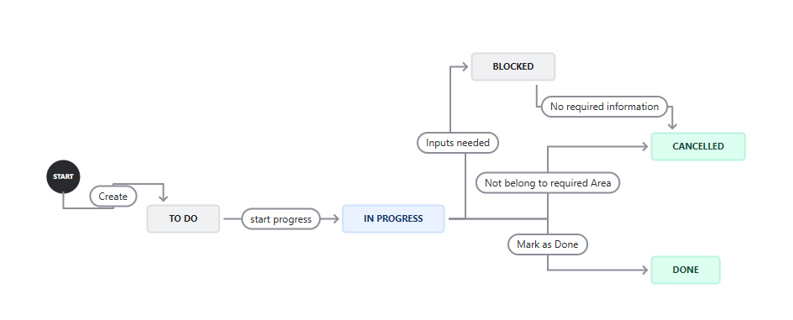 BLOCKED
No required information
Inputs needed
CANCELLED
START
Not belong to required Area
Create
TO DO
start progress
IN PROGRESS
Mark as Done
DONE